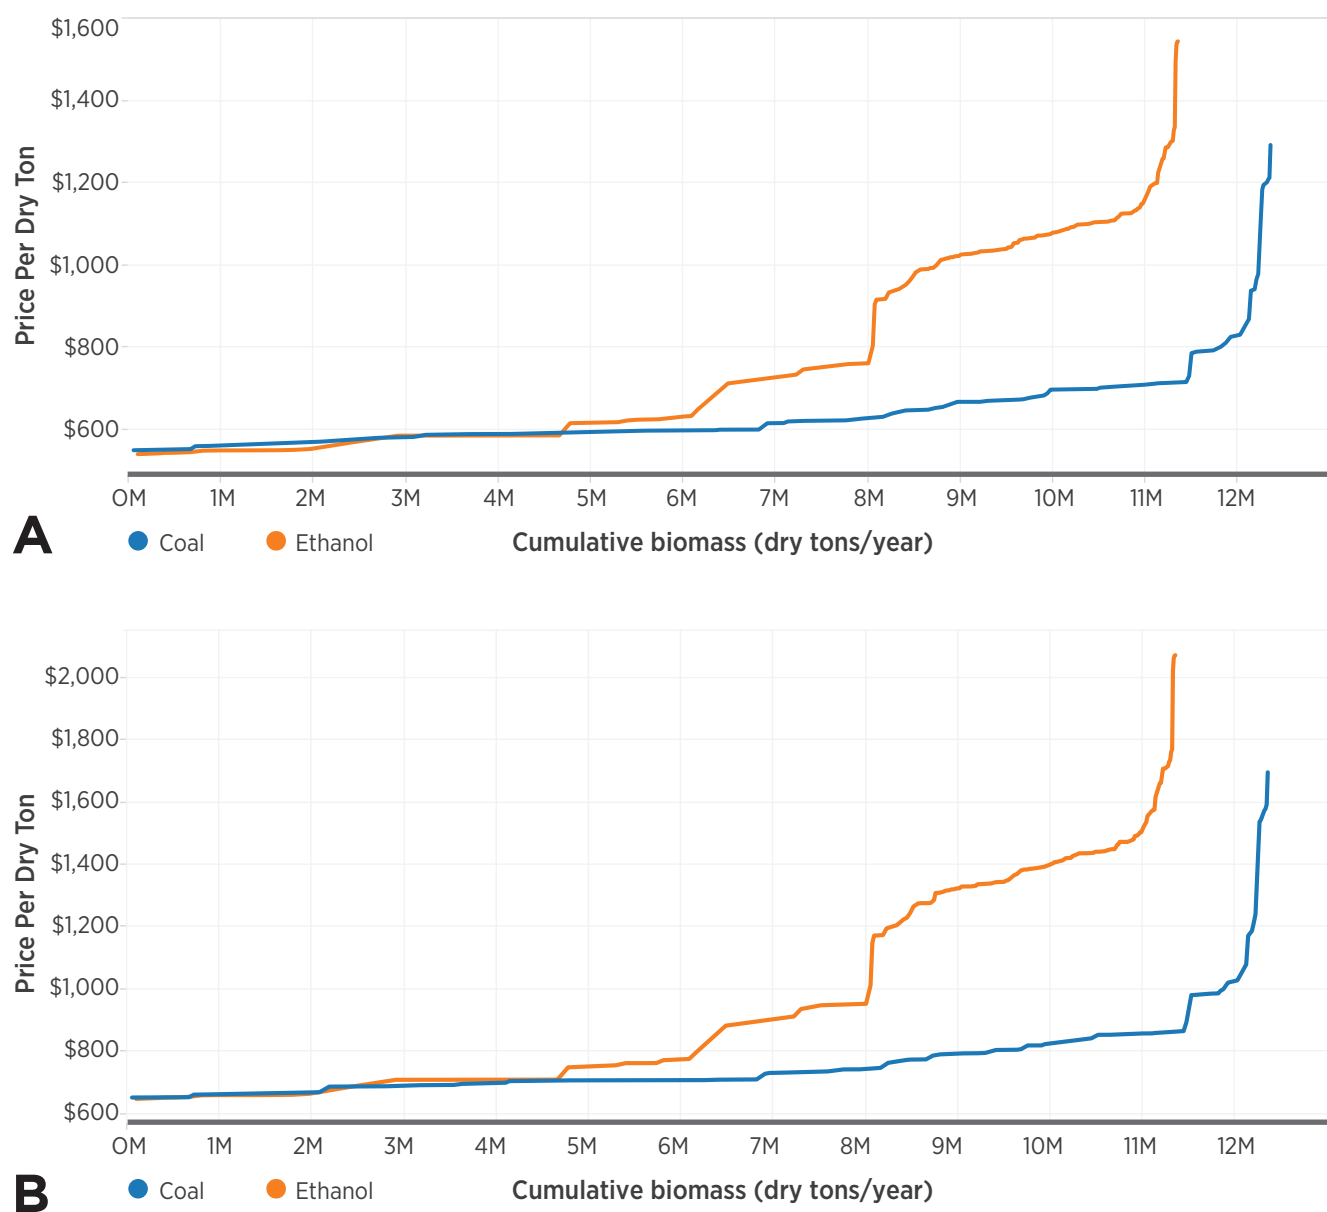 $1,600
$1,400
$1,200
$1,000
$800
$600
Price Per Dry Ton
0M 1M 2M 3M 4M 5M 6M 7M 8M 9M 10M 11M 12M
A
Coal Ethanol Cumulative biomass (dry tons/year)
$2,000
$1,800
$1,600
$1,400
$1,200
$1,000
$800
$600
Price Per Dry Ton
0M 1M 2M 3M 4M 5M 6M 7M 8M 9M 10M 11M 12M
B
Coal Ethanol Cumulative biomass (dry tons/year)